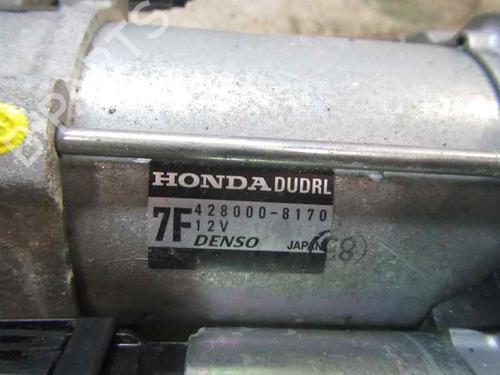 HONDA DUDRL
7F 428000-8170
12V
DENSO JAPAN